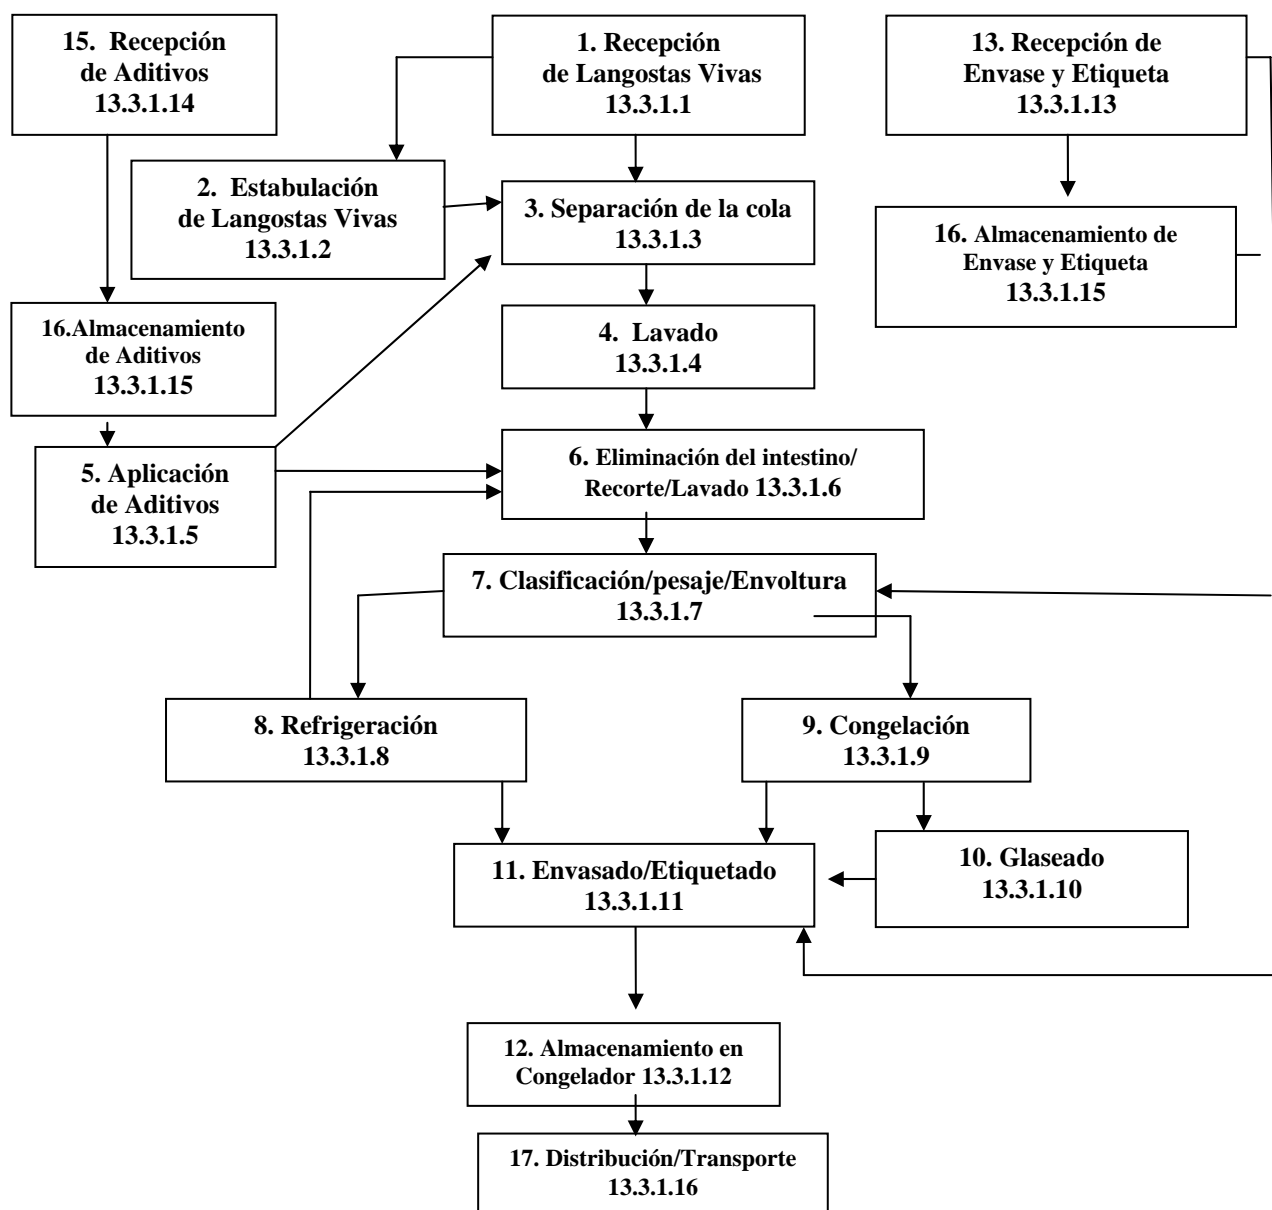 15. Recepción
de Aditivos
13.3.1.14
1. Recepción
de Langostas Vivas
13.3.1.1
13. Recepción de
Envase y Etiqueta
13.3.1.13
2. Estabulación
de Langostas Vivas
13.3.1.2
3. Separación de la cola
13.3.1.3
16. Almacenamiento de
Envase y Etiqueta
13.3.1.15
16.Almacenamiento
de Aditivos
13.3.1.15
4. Lavado
13.3.1.4
5. Aplicación
de Aditivos
13.3.1.5
6. Eliminación del intestino/
Recorte/Lavado 13.3.1.6
7. Clasificación/pesaje/Envoltura
13.3.1.7
8. Refrigeración
13.3.1.8
9. Congelación
13.3.1.9
11. Envasado/Etiquetado
13.3.1.11
10. Glaseado
13.3.1.10
12. Almacenamiento en
Congelador 13.3.1.12
17. Distribución/Transporte
13.3.1.16